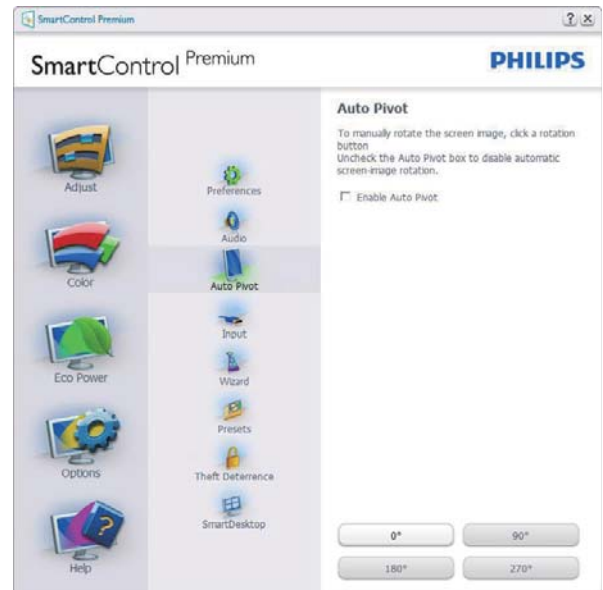 SmartControl Premium
? x
SmartControl Premium
PHILIPS
Adjust
Color
Eco Power
Options
Help
Preferences
Audio
Auto Pivot
Input
Wizard
Presets
Theft Deterrence
SmartDesktop
Auto Pivot
To manually rotate the screen image, click a rotation
button
Uncheck the Auto Pivot box to disable automatic
screen-image rotation.
Enable Auto Pivot
0°
90°
180°
270°